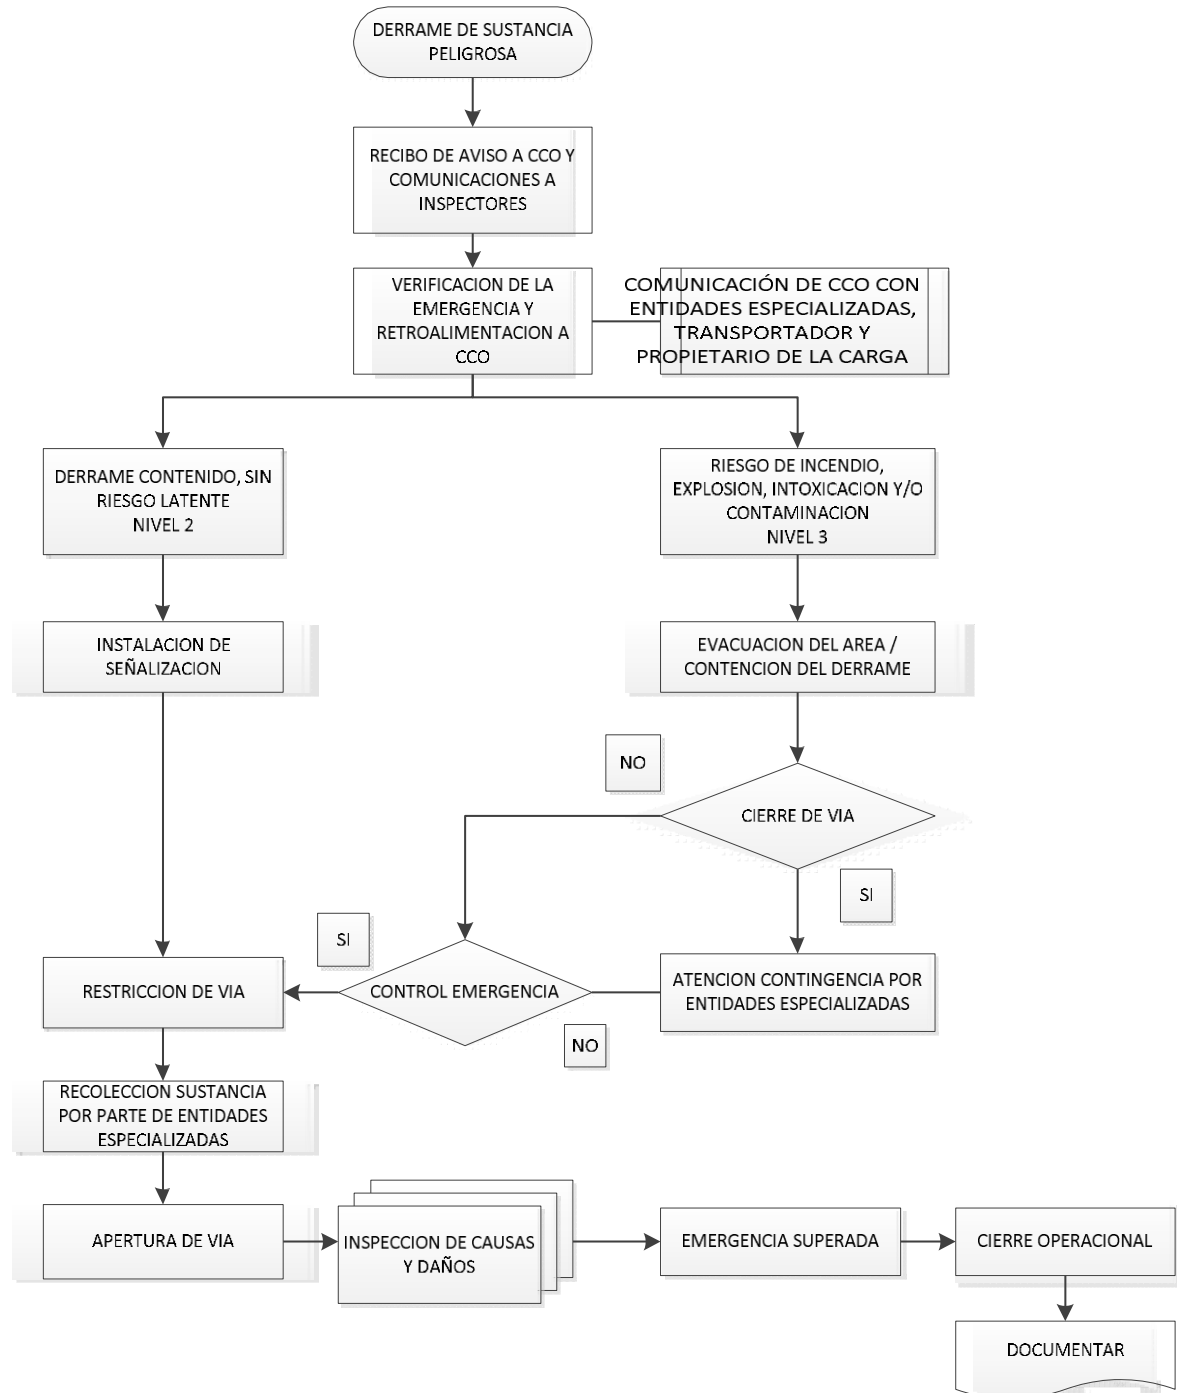 DERRAME DE SUSTANCIA
PELIGROSA
RECIBO DE AVISO A CCO Y
COMUNICACIONES A
INSPECTORES
VERIFICACION DE LA
EMERGENCIA Y
RETROALIMENTACION A
CCO
COMUNICACIÓN DE CCO CON
ENTIDADES ESPECIALIZADAS,
TRANSPORTADOR Y
PROPIETARIO DE LA CARGA
DERRAME CONTENIDO, SIN
RIESGO LATENTE
NIVEL 2
RIESGO DE INCENDIO,
EXPLOSION, INTOXICACION Y/O
CONTAMINACION
NIVEL 3
INSTALACION DE
SEÑALIZACION
EVACUACION DEL AREA /
CONTENCION DEL DERRAME
NO
CIERRE DE VIA
SI
SI
RESTRICCION DE VIA
CONTROL EMERGENCIA
ATENCION CONTINGENCIA POR
ENTIDADES ESPECIALIZADAS
NO
RECOLECCION SUSTANCIA
POR PARTE DE ENTIDADES
ESPECIALIZADAS
APERTURA DE VIA
INSPECCION DE CAUSAS
Y DAÑOS
EMERGENCIA SUPERADA
CIERRE OPERACIONAL
DOCUMENTAR